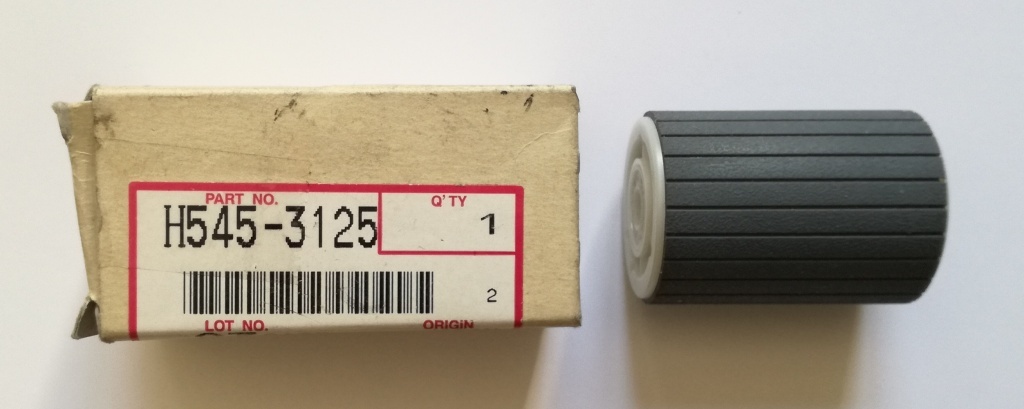 PART NO.
H545-3125
Q'TY
1
2
LOT NO.
ORIGIN